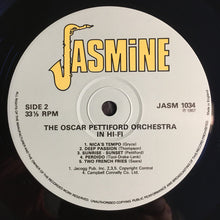 JASMINE
SIDE 2
33⅓ RPM
JASM 1034
℗ 1957
THE OSCAR PETTIFORD ORCHESTRA
IN HI-FI
1. NICA'S TEMPO (Gryce)
2. DEEP PASSION (Thompson)
3. SUNRISE - SUNSET (Pettiford)
4. PERDIDO (Tizol-Drake-Lenk)
5. TWO FRENCH FRIES (Swan)
1. Jacogg Pub. Inc., 2,3,5. Copyright Control
4. Campbell Connelly Co. Ltd.